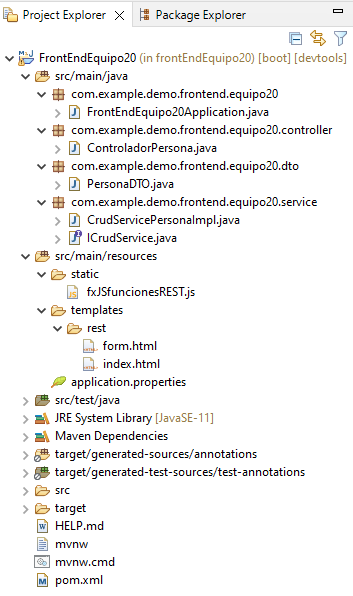 Project Explorer
Package Explorer
FrontEndEquipo20 (in frontEndEquipo20) [boot] [devtools]
src/main/java
com.example.demo.frontend.equipo20
FrontEndEquipo20Application.java
com.example.demo.frontend.equipo20.controller
ControladorPersona.java
com.example.demo.frontend.equipo20.dto
PersonaDTO.java
com.example.demo.frontend.equipo20.service
CrudServicePersonaImpl.java
ICrudService.java
src/main/resources
static
fxJSfuncionesREST.js
templates
rest
form.html
index.html
application.properties
src/test/java
JRE System Library [JavaSE-11]
Maven Dependencies
target/generated-sources/annotations
target/generated-test-sources/test-annotations
src
target
HELP.md
mvnw
mvnw.cmd
pom.xml